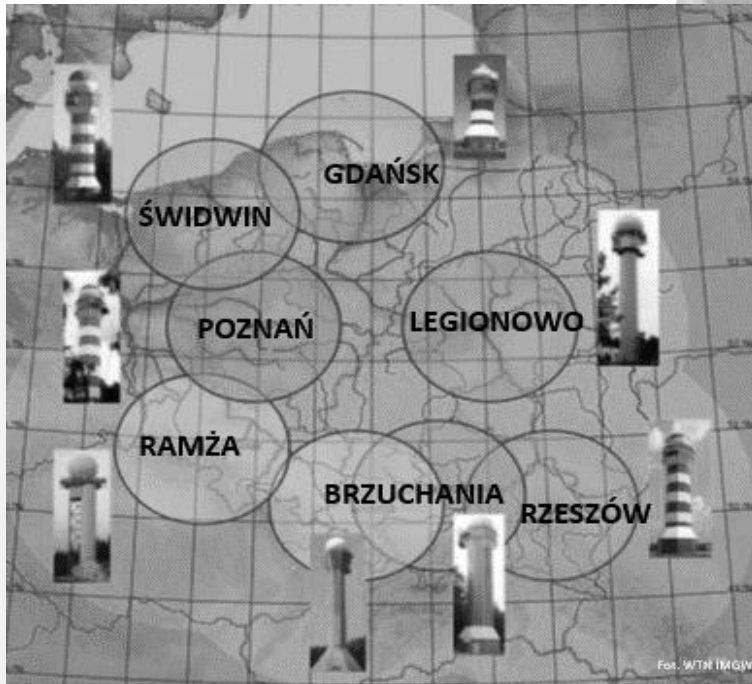 GDAŃSK
ŚWIDWIN
POZNAŃ
LEGIONOWO
RAMŻA
BRZUCHANIA
RZESZÓW
Fot. WTN IMGW